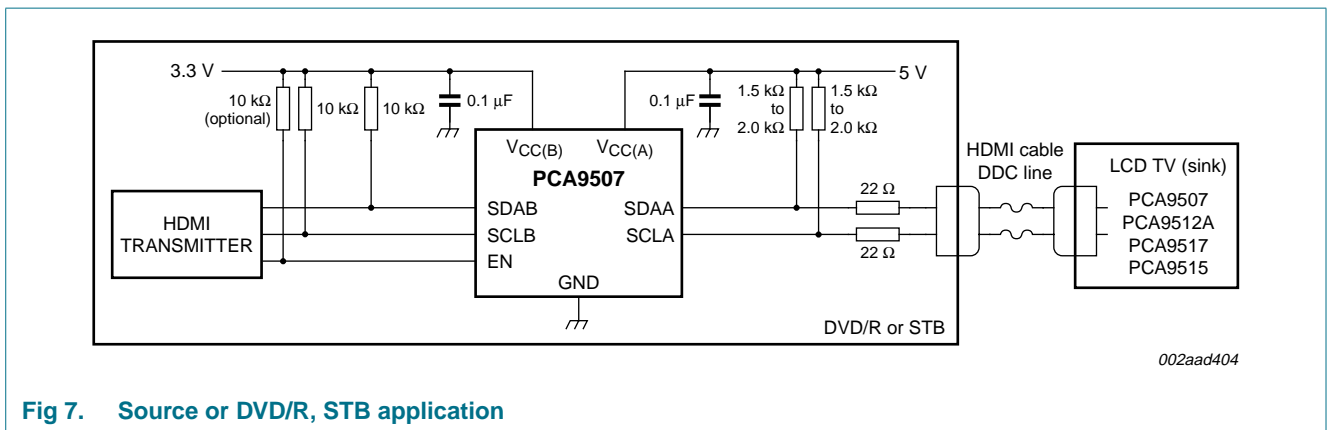 3.3 V
5 V
10 kΩ
(optional)
10 kΩ
10 kΩ
0.1 μF
0.1 μF
1.5 kΩ
to
2.0 kΩ
1.5 kΩ
to
2.0 kΩ
VCC(B)
VCC(A)
PCA9507
HDMI
TRANSMITTER
SDAB
SCLB
EN
SDAA
SCLA
GND
22 Ω
22 Ω
HDMI cable
DDC line
LCD TV (sink)
PCA9507
PCA9512A
PCA9517
PCA9515
DVD/R or STB
002aad404
Fig 7. Source or DVD/R, STB application